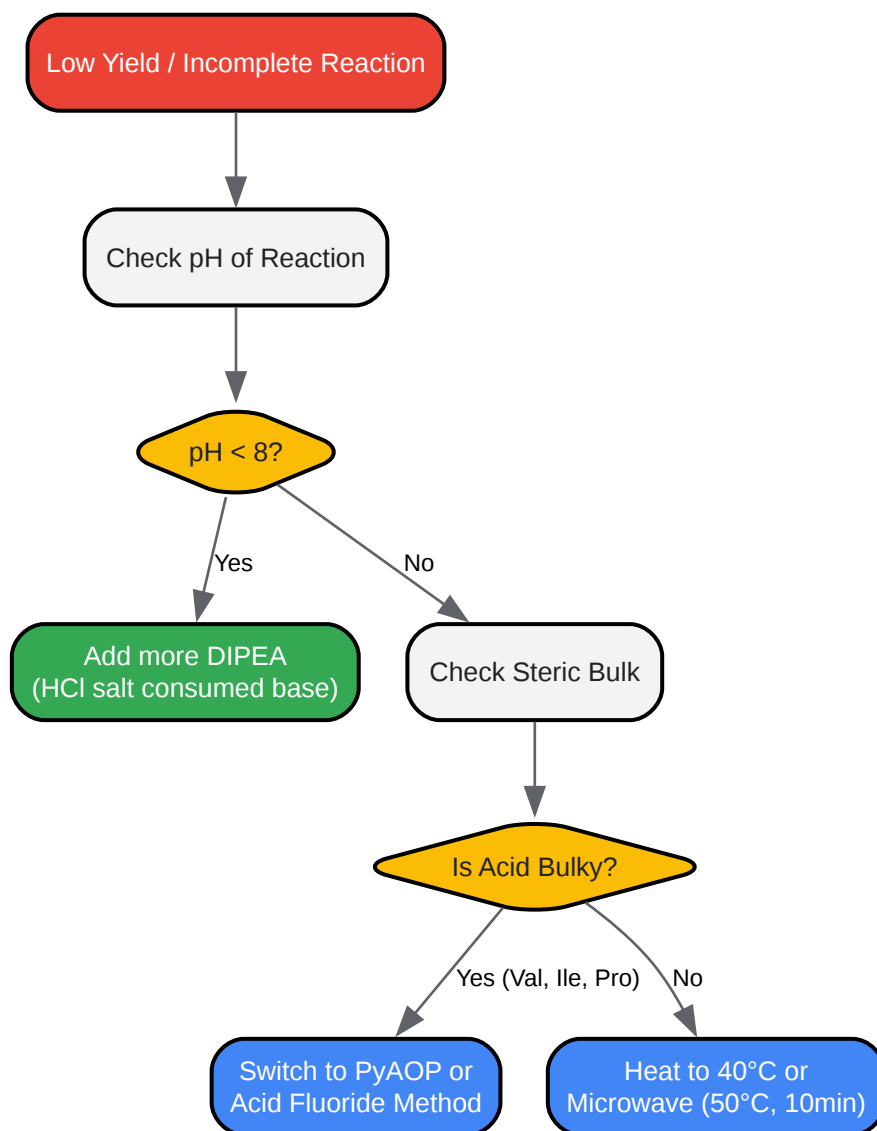 Low Yield / Incomplete Reaction
Check pH of Reaction
pH < 8?
Yes
No
Add more DIPEA
(HCl salt consumed base)
Check Steric Bulk
Is Acid Bulky?
Yes (Val, Ile, Pro)
No
Switch to PyAOP or
Acid Fluoride Method
Heat to 40°C or
Microwave (50°C, 10min)